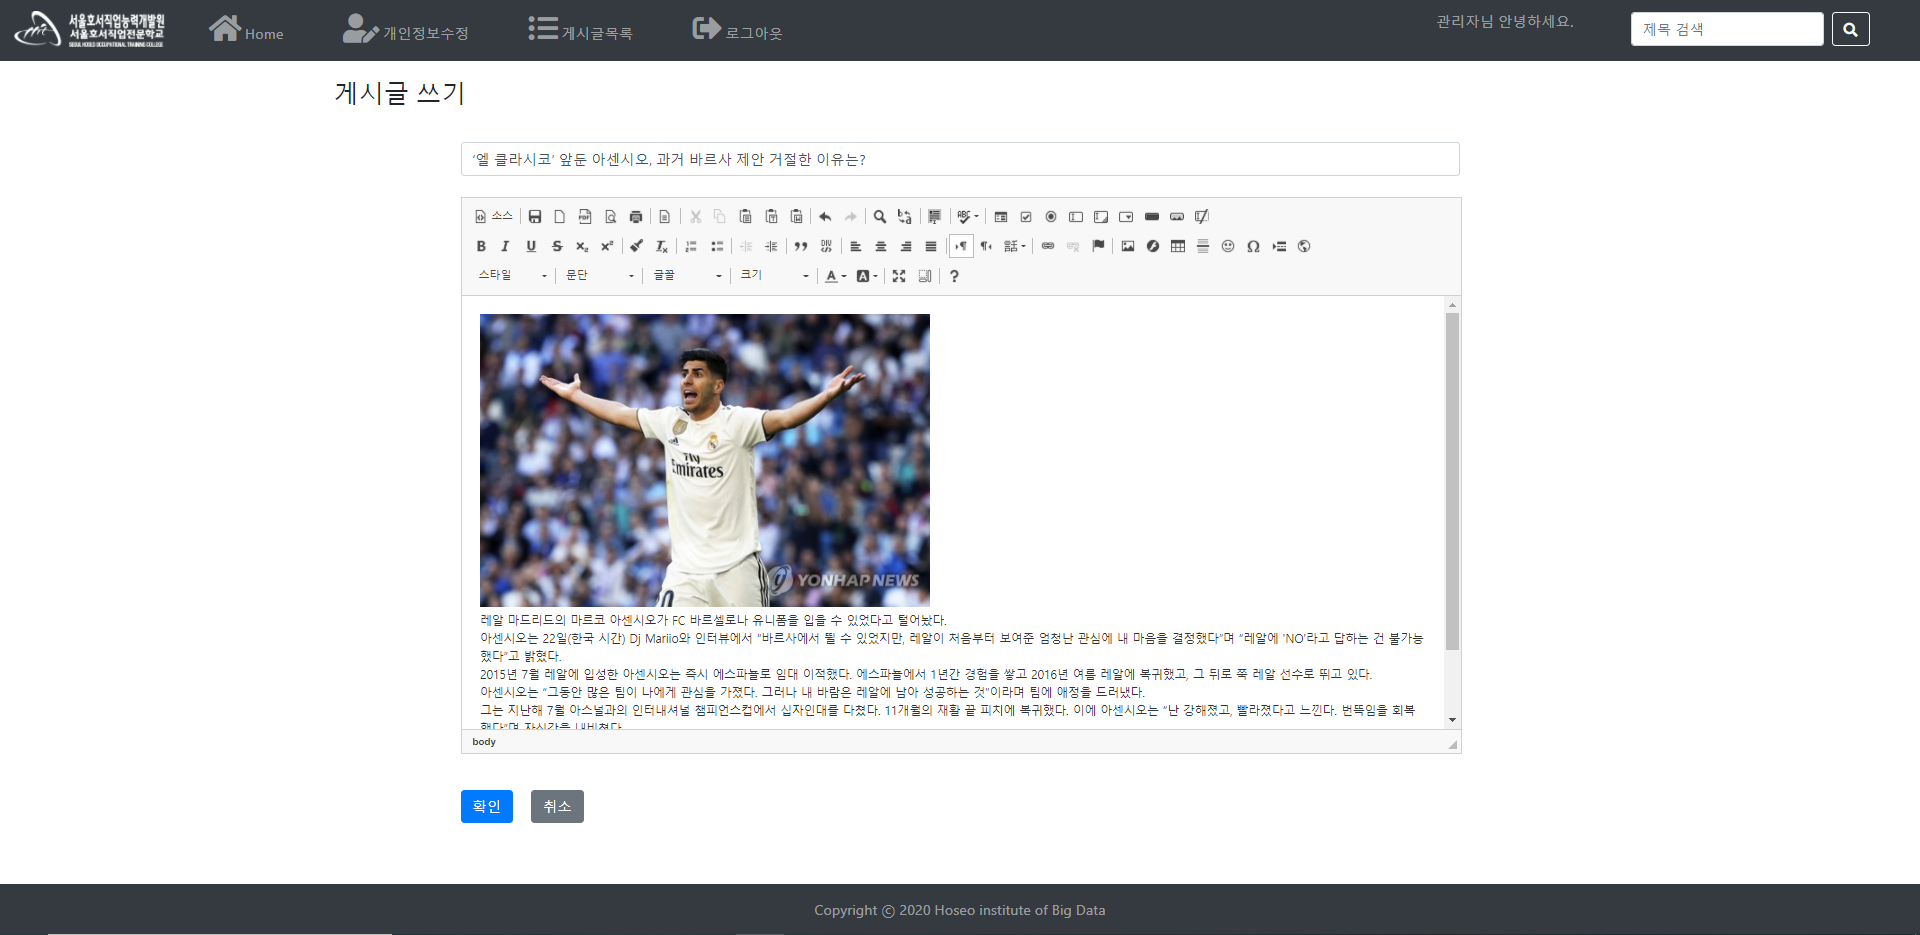 서울호서직업능력개발원
서울호서직업전문학교
SEOUL HOSEO OCCUPATIONAL TRAINING COLLEGE
Home
개인정보수정
게시글목록
로그아웃
관리자님 안녕하세요.
제목 검색
게시글 쓰기
'엘 클라시코' 앞둔 아센시오, 과거 바르사 제안 거절한 이유는?
소스
스타일
문단
글꼴
크기
Fly
Emirates
YONHAP NEWS
레알 마드리드의 마르코 아센시오가 FC 바르셀로나 유니폼을 입을 수 있었다고 털어놨다.
아센시오는 22일(한국 시간) Dj Mariio와 인터뷰에서 “바르사에서 뛸 수 있었지만, 레알이 처음부터 보여준 엄청난 관심에 내 마음을 결정했다”며 “레알에 'NO'라고 답하는 건 불가능
했다”고 밝혔다.
2015년 7월 레알에 입성한 아센시오는 즉시 에스파뇰로 임대 이적했다. 에스파뇰에서 1년간 경험을 쌓고 2016년 여름 레알에 복귀했고, 그 뒤로 쭉 레알 선수로 뛰고 있다.
아센시오는 “그동안 많은 팀이 나에게 관심을 가졌다. 그러나 내 바람은 레알에 남아 성공하는 것”이라며 팀에 애정을 드러냈다.
그는 지난해 7월 아스널과의 인터내셔널 챔피언스컵에서 십자인대를 다쳤다. 11개월의 재활 끝 피치에 복귀했다. 이에 아센시오는 “난 강해졌고, 빨라졌다고 느낀다. 번뜩임을 회복
했다”며 자신감을 내비쳤다.
body
확인
취소
Copyright ⓒ 2020 Hoseo institute of Big Data